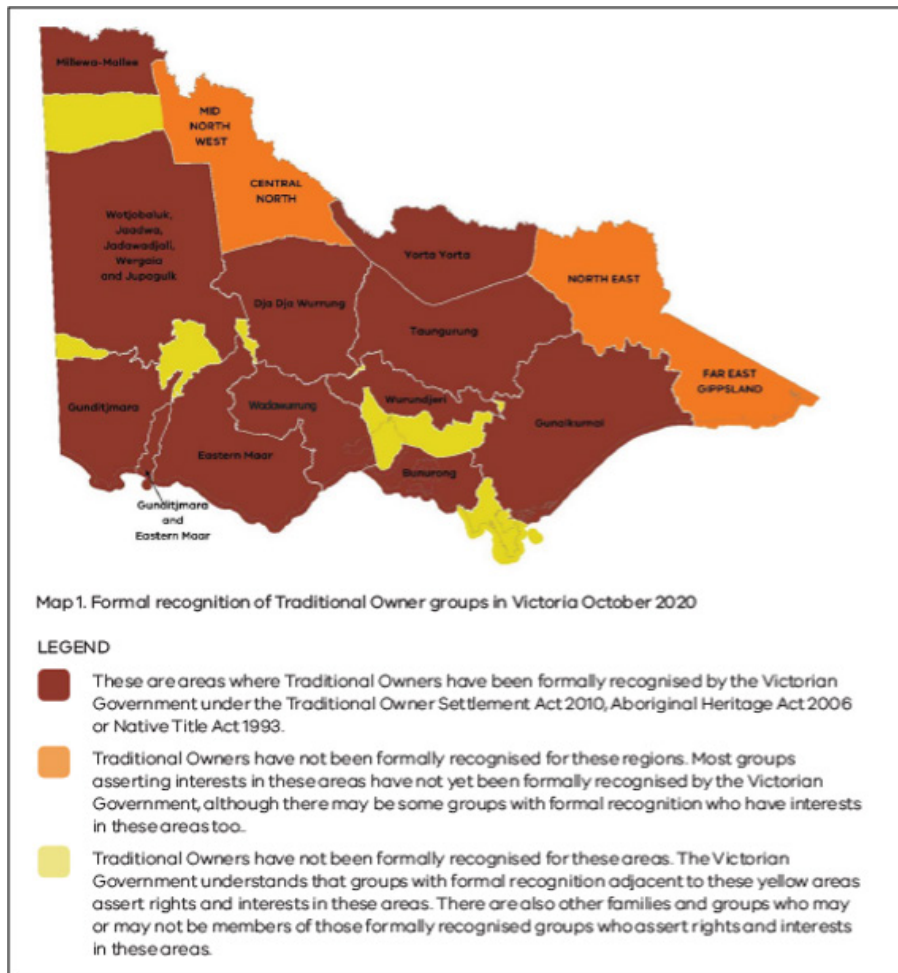 Millewa-Mallee
MID
NORTH
WEST
CENTRAL
NORTH
Wotjobaluk,
Jaadwa,
Jadawadjali,
Wergaia
and Jupagulk
Yorta Yorta
NORTH EAST
Dja Dja Wurrung
Taungurung
FAR EAST
GIPPSLAND
Gunditjmara
Wadawurrung
Wurundjeri
Gunaikurnai
Eastern Maar
Bunurong
Gunditjmara
and
Eastern Maar
Map 1. Formal recognition of Traditional Owner groups in Victoria October 2020
LEGEND
These are areas where Traditional Owners have been formally recognised by the Victorian
Government under the Traditional Owner Settlement Act 2010, Aboriginal Heritage Act 2006
or Native Title Act 1993.
Traditional Owners have not been formally recognised for these regions. Most groups
asserting interests in these areas have not yet been formally recognised by the Victorian
Government, although there may be some groups with formal recognition who have interests
in these areas too..
Traditional Owners have not been formally recognised for these areas. The Victorian
Government understands that groups with formal recognition adjacent to these yellow areas
assert rights and interests in these areas. There are also other families and groups who may
or may not be members of those formally recognised groups who assert rights and interests
in these areas.